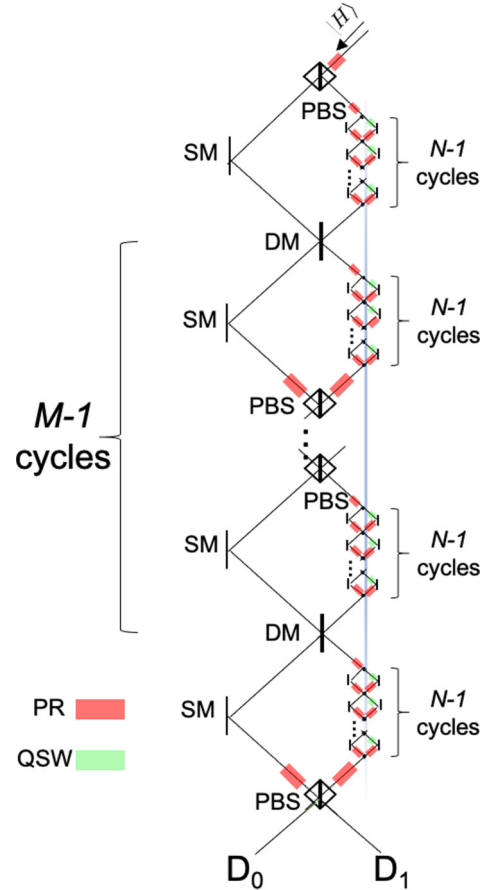 |H⟩
PBS
SM
N-1
cycles
DM
SM
N-1
cycles
PBS
M-1
cycles
PBS
SM
N-1
cycles
DM
PR
SM
N-1
cycles
QSW
PBS
D₀
D₁